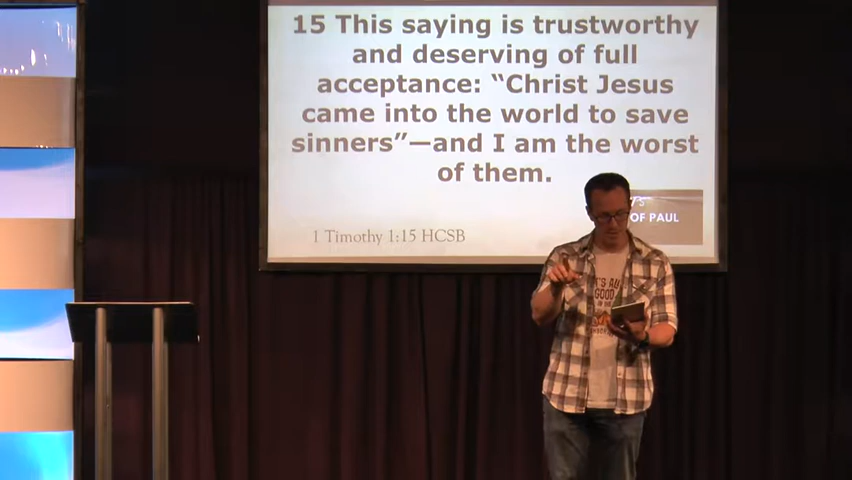 15 This saying is trustworthy
and deserving of full
acceptance: “Christ Jesus
came into the world to save
sinners”—and I am the worst
of them.
OF PAUL
1 Timothy 1:15 HCSB
GOOD